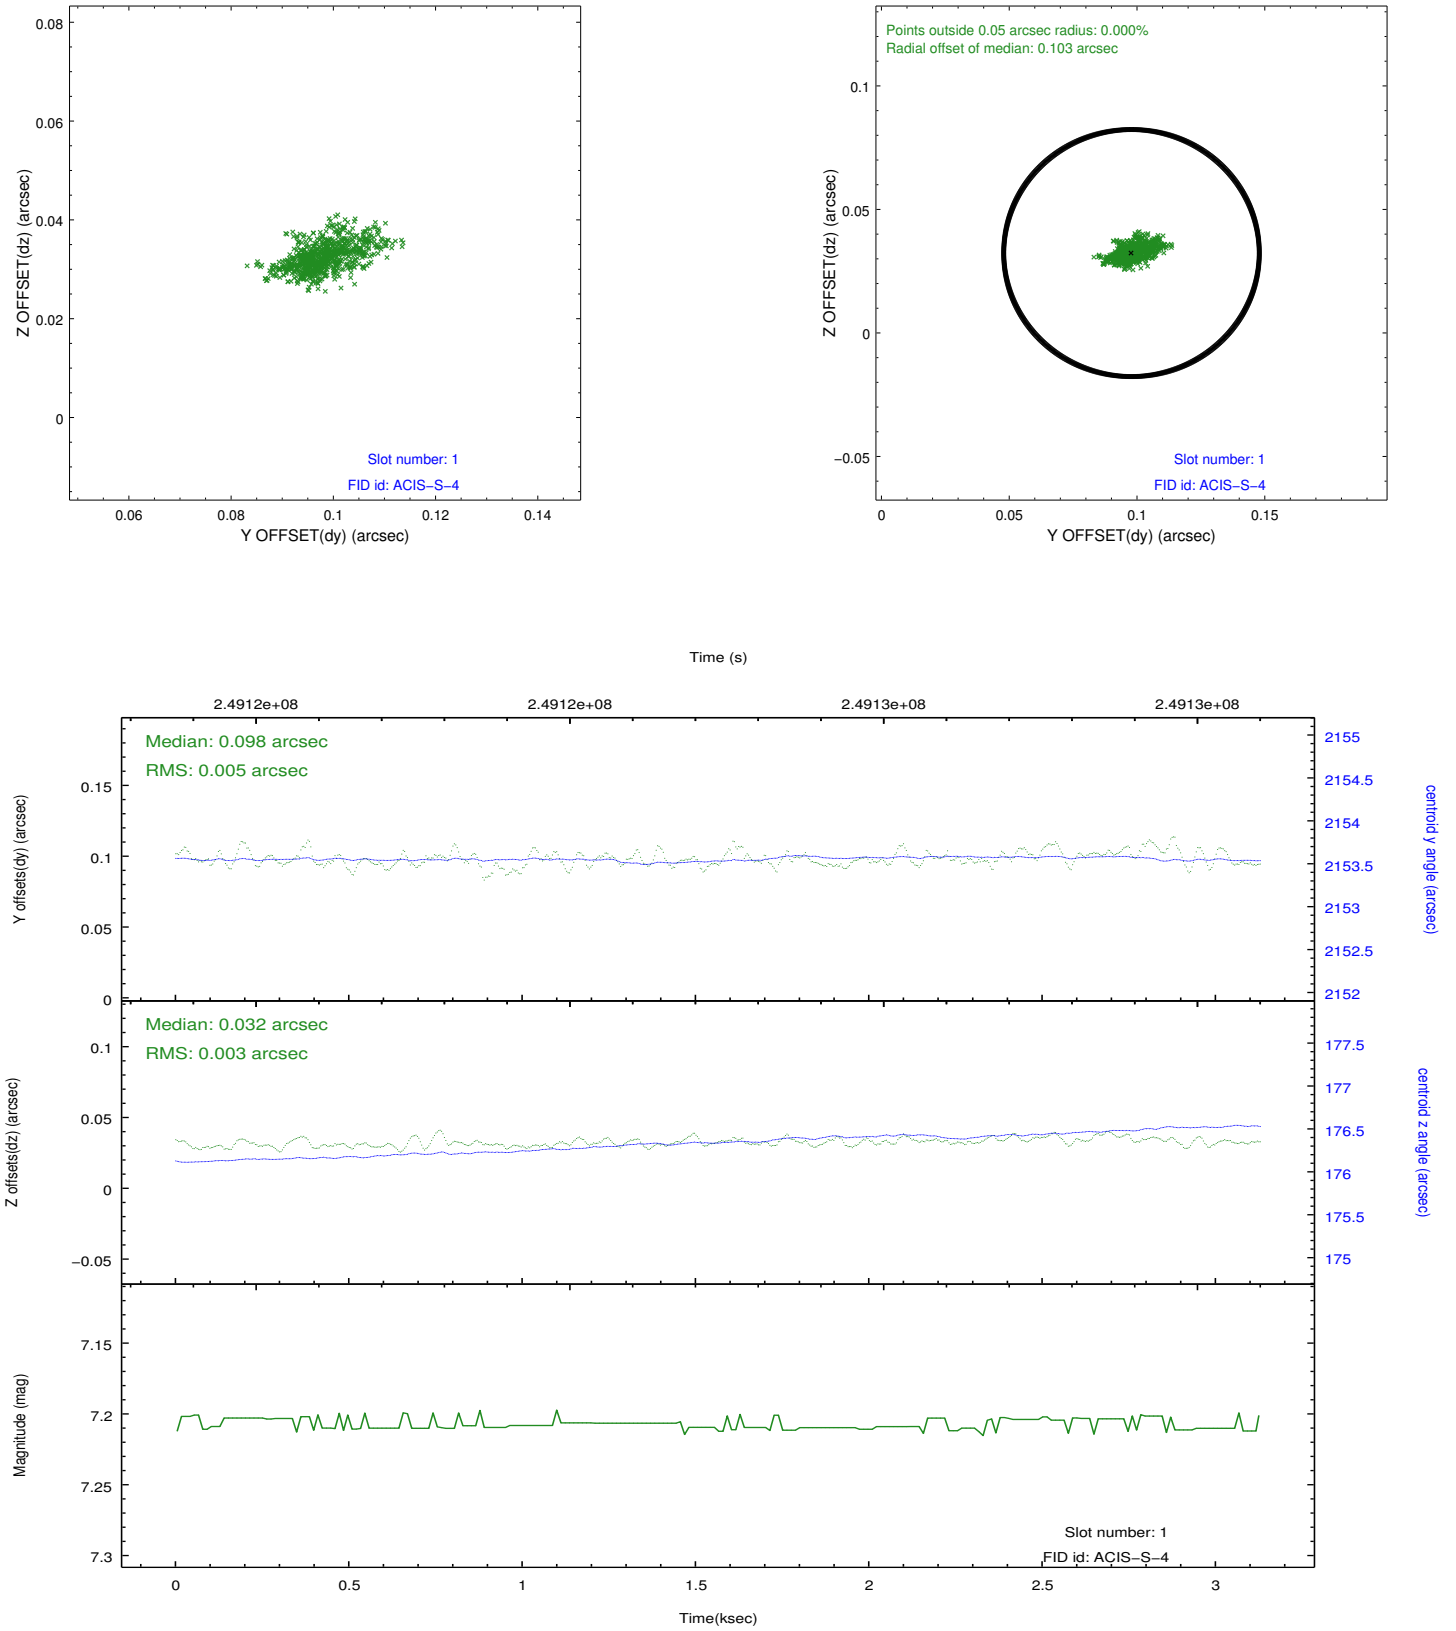 0.08
0.06
0.04
0.02
0
Z OFFSET(dz) (arcsec)
Slot number: 1
FID id: ACIS−S−4
0.06 0.08 0.1 0.12 0.14
Y OFFSET(dy) (arcsec)
Points outside 0.05 arcsec radius: 0.000%
Radial offset of median: 0.103 arcsec
0.1
0.05
0
−0.05
Z OFFSET(dz) (arcsec)
Slot number: 1
FID id: ACIS−S−4
0 0.05 0.1 0.15
Y OFFSET(dy) (arcsec)
Time (s)
2.4912e+08 2.4912e+08 2.4913e+08 2.4913e+08
Median: 0.098 arcsec
RMS: 0.005 arcsec
0.15
0.1
0.05
0
Y offsets(dy) (arcsec)
2155
2154.5
2154
2153.5
2153
2152.5
2152
centroid y angle (arcsec)
Median: 0.032 arcsec
RMS: 0.003 arcsec
0.1
0.05
0
−0.05
Z offsets(dz) (arcsec)
177.5
177
176.5
176
175.5
175
centroid z angle (arcsec)
7.15
7.2
7.25
7.3
Magnitude (mag)
Slot number: 1
FID id: ACIS−S−4
0 0.5 1 1.5 2 2.5 3
Time(ksec)